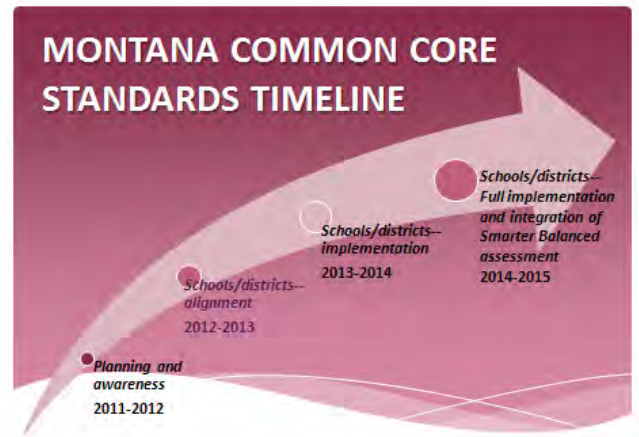 MONTANA COMMON CORE
STANDARDS TIMELINE
Planning and
awareness
2011-2012
Schools/districts--
alignment
2012-2013
Schools/districts--
implementation
2013-2014
Schools/districts--
Full implementation
and integration of
Smarter Balanced
assessment
2014-2015